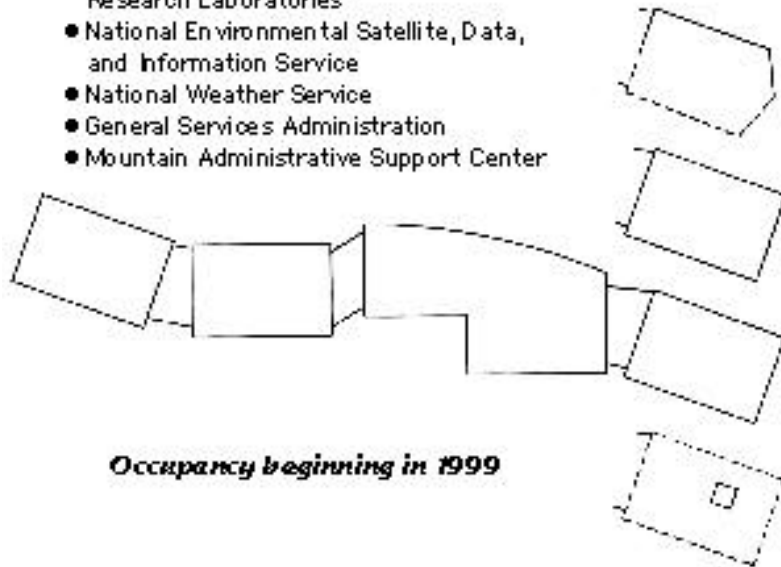 Research Laboratories
● National Environmental Satellite, Data,
and Information Service
● National Weather Service
● General Services Administration
● Mountain Administrative Support Center
Occupancy beginning in 1999